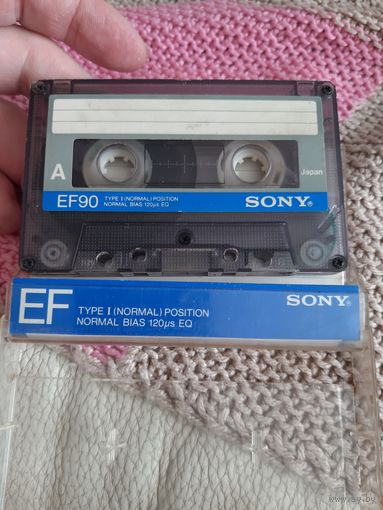 A
Japan
EF90 TYPE I (NORMAL) POSITION
NORMAL BIAS 120µs EQ
SONY®
EF
TYPE I (NORMAL) POSITION
NORMAL BIAS 120µs EQ
SONY®